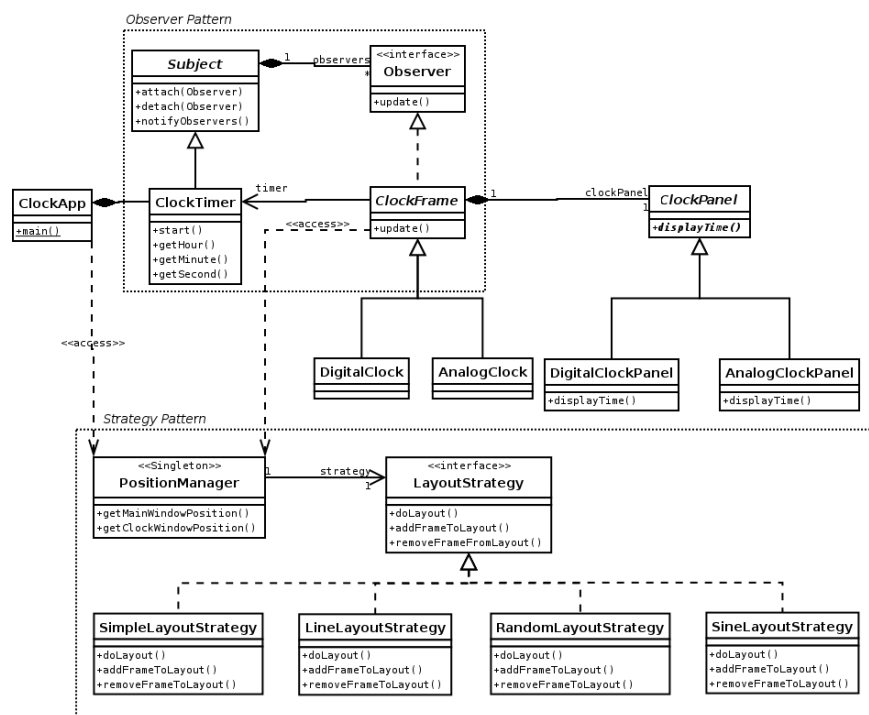 Observer Pattern
Subject
+attach(Observer)
+detach(Observer)
+notifyObservers()
1
observers
*
<<interface>>
Observer
+update()
ClockApp
+main()
ClockTimer
+start()
+getHour()
+getMinute()
+getSecond()
timer
<<access>>
ClockFrame
+update()
1
clockPanel
1
ClockPanel
+displayTime()
<<access>>
DigitalClock
AnalogClock
DigitalClockPanel
+displayTime()
AnalogClockPanel
+displayTime()
Strategy Pattern
<<Singleton>>
PositionManager
+getMainWindowPosition()
+getClockWindowPosition()
1
strategy
1
<<interface>>
LayoutStrategy
+doLayout()
+addFrameToLayout()
+removeFrameFromLayout()
SimpleLayoutStrategy
+doLayout()
+addFrameToLayout()
+removeFrameToLayout()
LineLayoutStrategy
+doLayout()
+addFrameToLayout()
+removeFrameToLayout()
RandomLayoutStrategy
+doLayout()
+addFrameToLayout()
+removeFrameToLayout()
SineLayoutStrategy
+doLayout()
+addFrameToLayout()
+removeFrameToLayout()